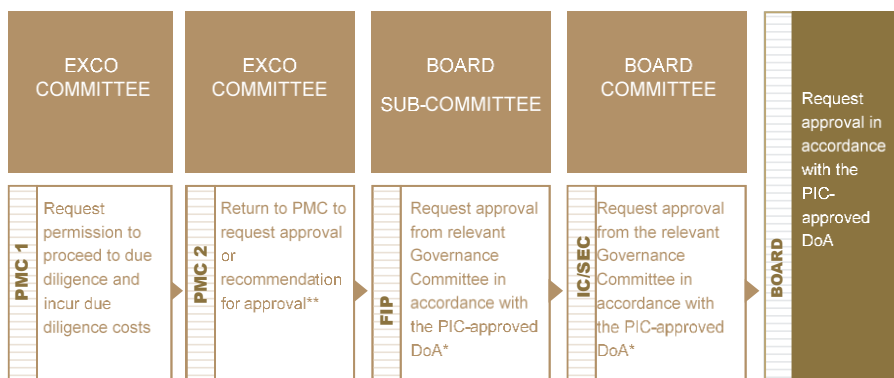 EXCO
COMMITTEE
EXCO
COMMITTEE
BOARD
SUB-COMMITTEE
BOARD
COMMITTEE
PMC 1
Request
permission to
proceed to due
diligence and
incur due
diligence costs
PMC 2
Return to PMC to
request approval
or
recommendation
for approval**
FIP
Request approval
from relevant
Governance
Committee in
accordance with
the PIC-approved
DoA*
IC/SEC
Request approval
from the relevant
Governance
Committee in
accordance with
the PIC-approved
DoA*
BOARD
Request
approval in
accordance
with the
PIC-
approved
DoA